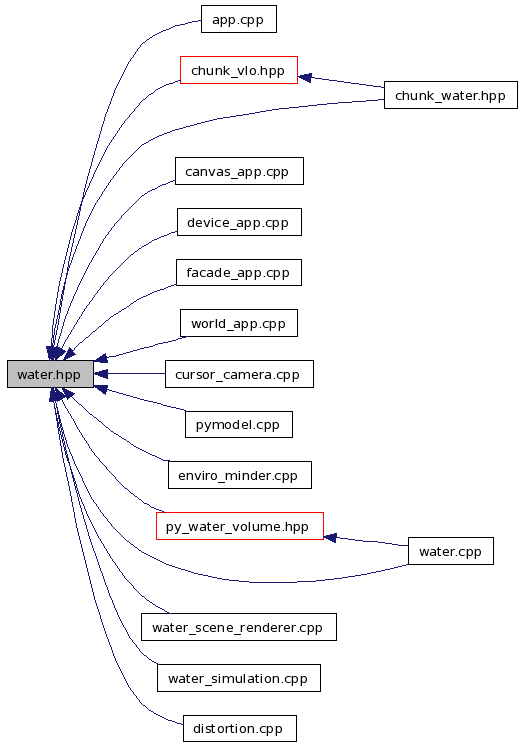 app.cpp
chunk_vlo.hpp
chunk_water.hpp
canvas_app.cpp
device_app.cpp
facade_app.cpp
world_app.cpp
water.hpp
cursor_camera.cpp
pymodel.cpp
enviro_minder.cpp
py_water_volume.hpp
water.cpp
water_scene_renderer.cpp
water_simulation.cpp
distortion.cpp